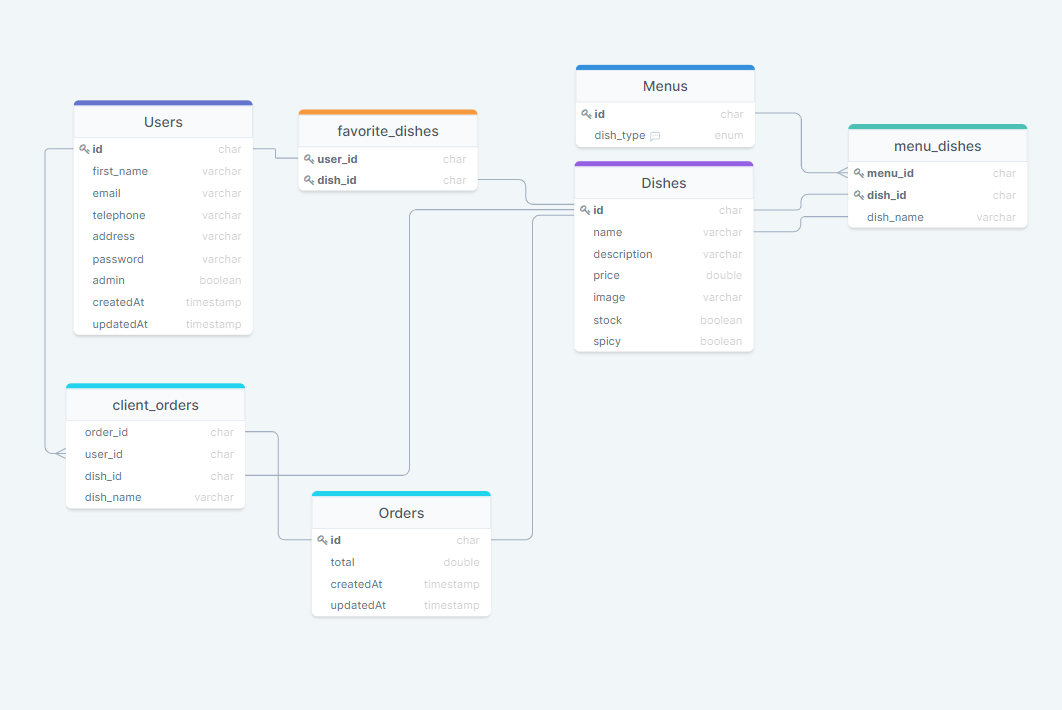 Users
id char
first_name varchar
email varchar
telephone varchar
address varchar
password varchar
admin boolean
createdAt timestamp
updatedAt timestamp
favorite_dishes
user_id char
dish_id char
Menus
id char
dish_type enum
Dishes
id char
name varchar
description varchar
price double
image varchar
stock boolean
spicy boolean
menu_dishes
menu_id char
dish_id char
dish_name varchar
client_orders
order_id char
user_id char
dish_id char
dish_name varchar
Orders
id char
total double
createdAt timestamp
updatedAt timestamp